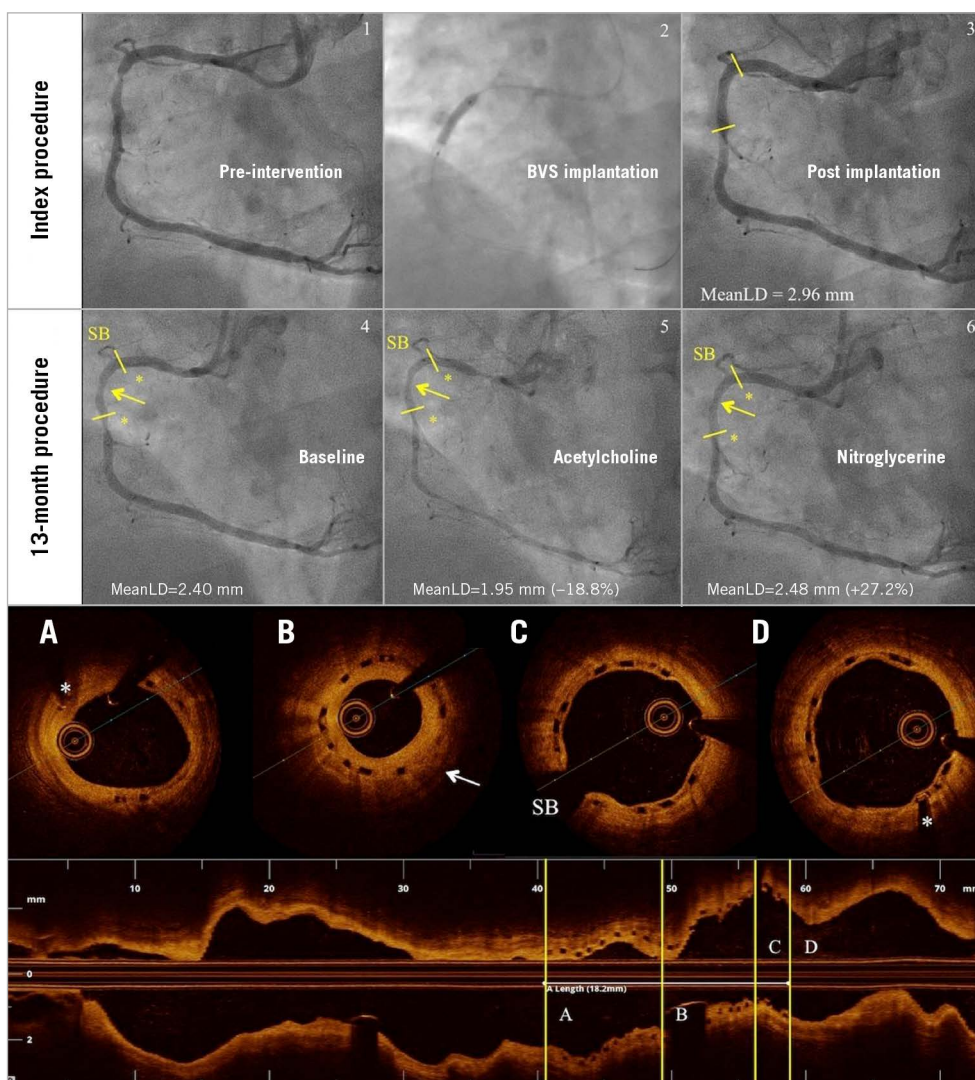 Index procedure
1
Pre-intervention
2
BVS implantation
3
Post implantation
MeanLD = 2.96 mm
13-month procedure
4
SB
*
*
Baseline
MeanLD=2.40 mm
5
SB
*
*
Acetylcholine
MeanLD=1.95 mm (−18.8%)
6
SB
*
*
Nitroglycerine
MeanLD=2.48 mm (+27.2%)
A
*
B
C
SB
D
*
mm
10
20
30
40
50
60
70
0
2
A Length (18.2mm)
A
B
C
D